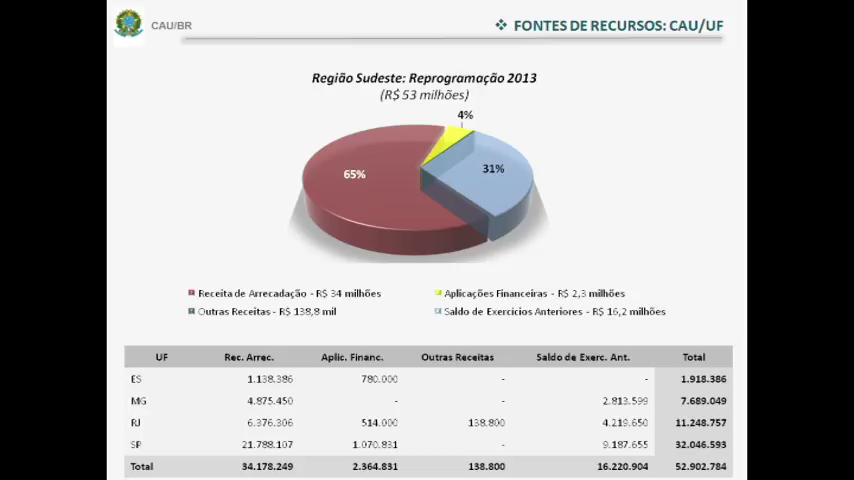 CAU/BR
❖ FONTES DE RECURSOS: CAU/UF
Região Sudeste: Reprogramação 2013
(R$ 53 milhões)
4%
65%
31%
Receita de Arrecadação - R$ 34 milhões
Aplicações Financeiras - R$ 2,3 milhões
Outras Receitas - R$ 138,8 mil
Saldo de Exercícios Anteriores - R$ 16,2 milhões
UF Rec. Arrec. Aplic. Financ. Outras Receitas Saldo de Exerc. Ant. Total
ES 1.138.386 780.000 - - 1.918.386
MG 4.875.450 - - 2.813.599 7.689.049
RJ 6.376.306 514.000 138.800 4.219.650 11.248.757
SP 21.788.107 1.070.831 - 9.187.655 32.046.593
Total 34.178.249 2.364.831 138.800 16.220.904 52.902.784